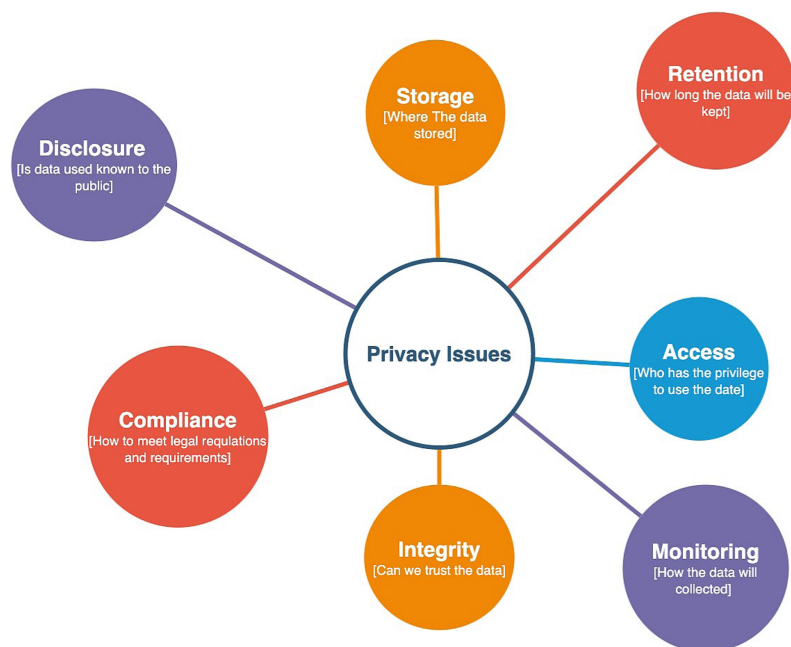 Storage
[Where The data
stored]
Retention
[How long the data will be
kept]
Disclosure
[Is data used known to the
public]
Privacy Issues
Access
[Who has the privilege
to use the date]
Compliance
[How to meet legal requlations
and requirements]
Integrity
[Can we trust the data]
Monitoring
[How the data will
collected]